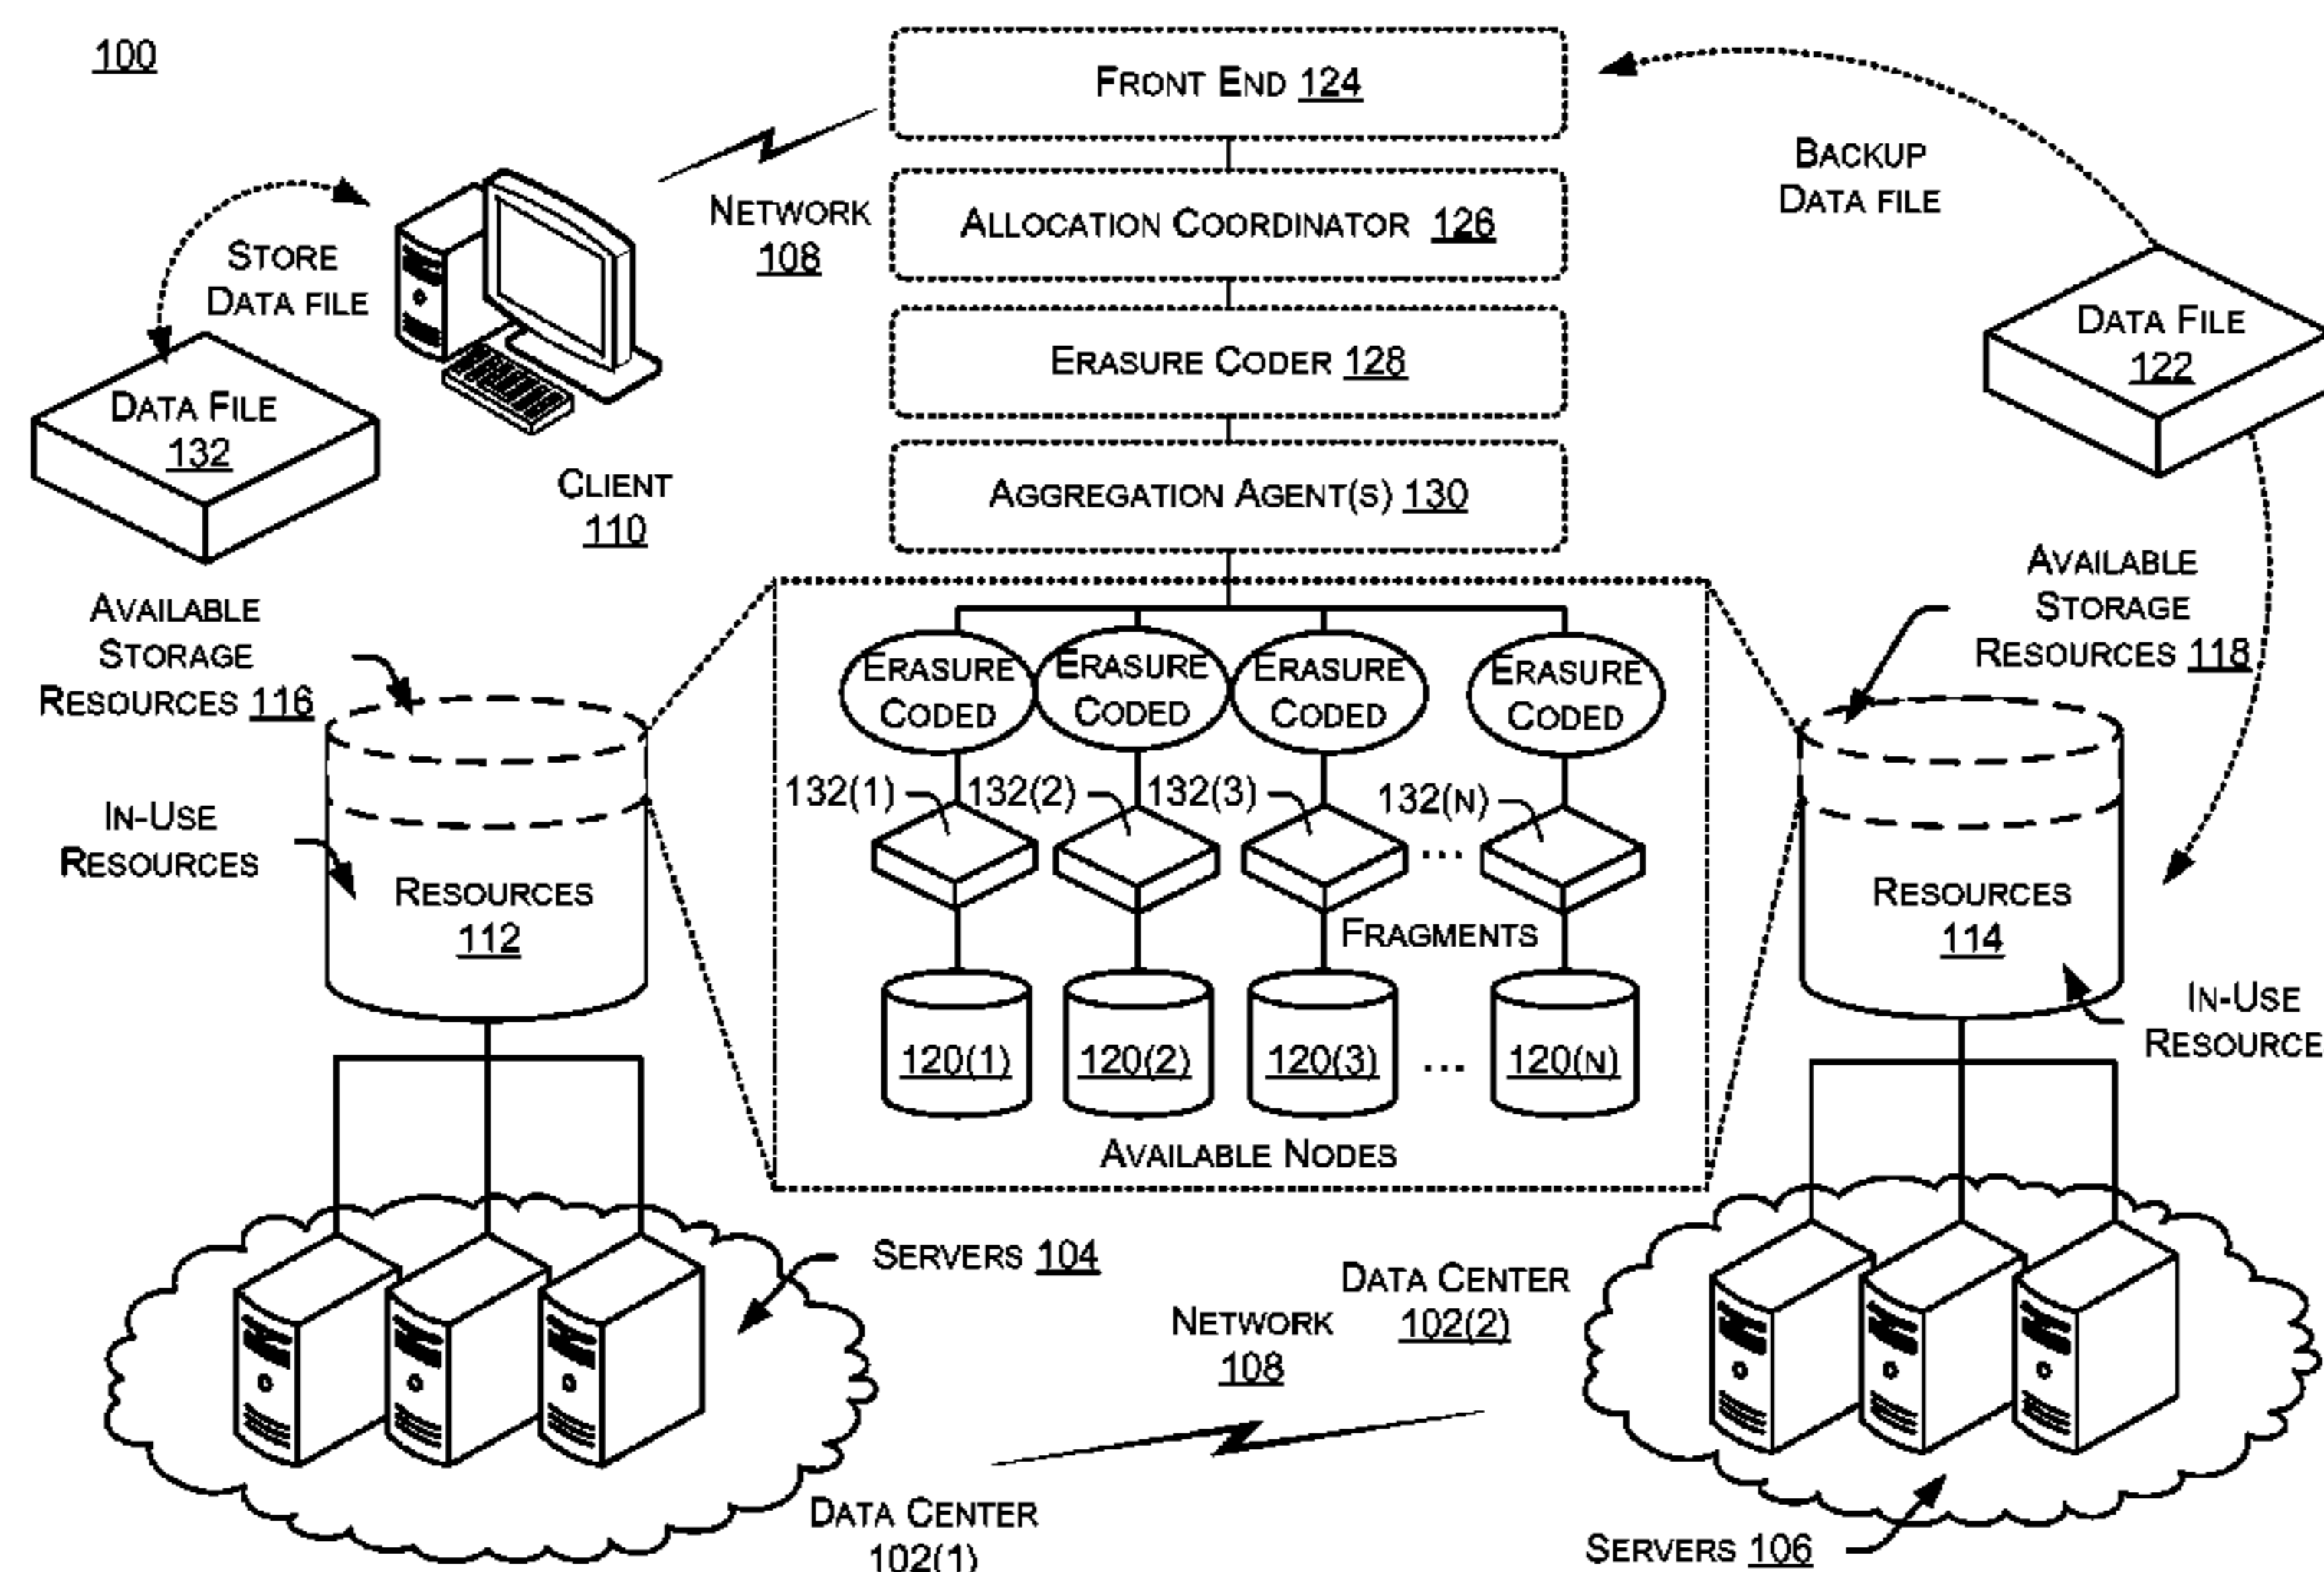 100
FRONT END 124
BACKUP
DATA FILE
NETWORK
108
ALLOCATION COORDINATOR 126
STORE
DATA FILE
DATA FILE
122
ERASURE CODER 128
DATA FILE
132
CLIENT
110
AGGREGATION AGENT(S) 130
AVAILABLE
STORAGE
RESOURCES 116
AVAILABLE
STORAGE
RESOURCES 118
ERASURE
CODED
ERASURE
CODED
ERASURE
CODED
ERASURE
CODED
132(1)
132(2)
132(3)
132(N)
...
IN-USE
RESOURCES
RESOURCES
112
FRAGMENTS
RESOURCES
114
IN-USE
RESOURCE
120(1)
120(2)
120(3)
...
120(N)
AVAILABLE NODES
SERVERS 104
DATA CENTER
102(2)
NETWORK
108
DATA CENTER
102(1)
SERVERS 106